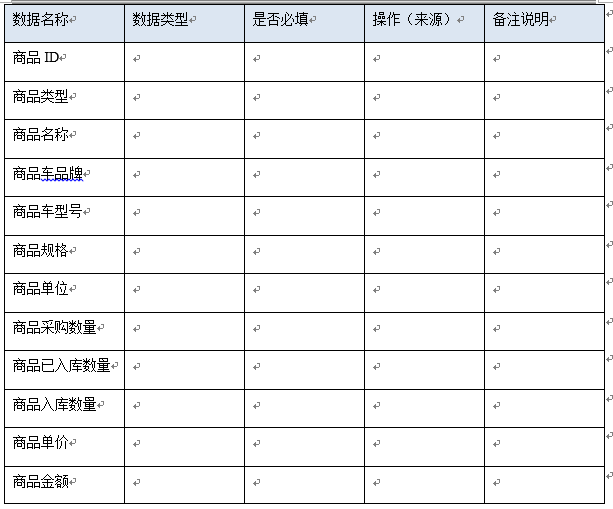 数据名称 数据类型 是否必填 操作（来源） 备注说明
商品 ID
商品类型
商品名称
商品车品牌
商品车型号
商品规格
商品单位
商品采购数量
商品已入库数量
商品入库数量
商品单价
商品金额